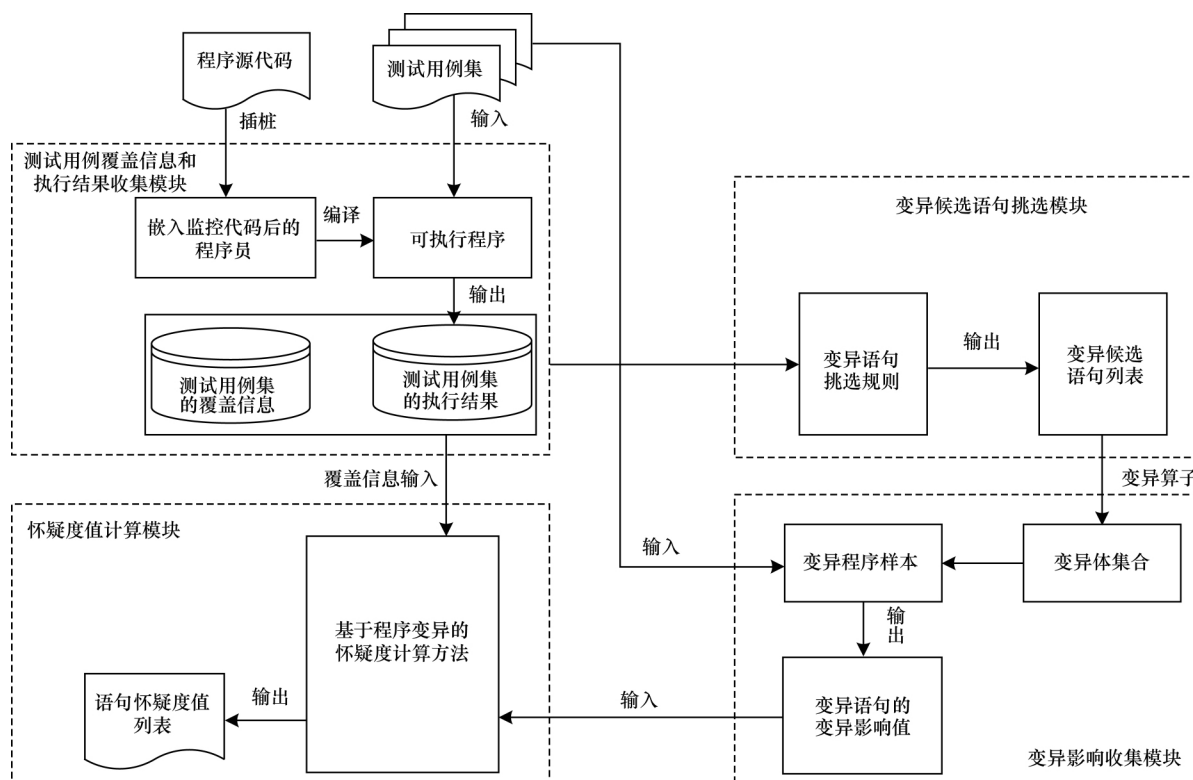 程序源代码
测试用例集
插桩
输入
测试用例覆盖信息和
执行结果收集模块
嵌入监控代码后的
程序员
编译
可执行程序
输出
测试用例集
的覆盖信息
测试用例集
的执行结果
变异候选语句挑选模块
变异语句
挑选规则
输出
变异候选
语句列表
覆盖信息输入
变异算子
怀疑度值计算模块
基于程序变异的
怀疑度计算方法
输出
语句怀疑度值
列表
输入
变异程序样本
变异体集合
输
出
变异语句的
变异影响值
输入
变异影响收集模块